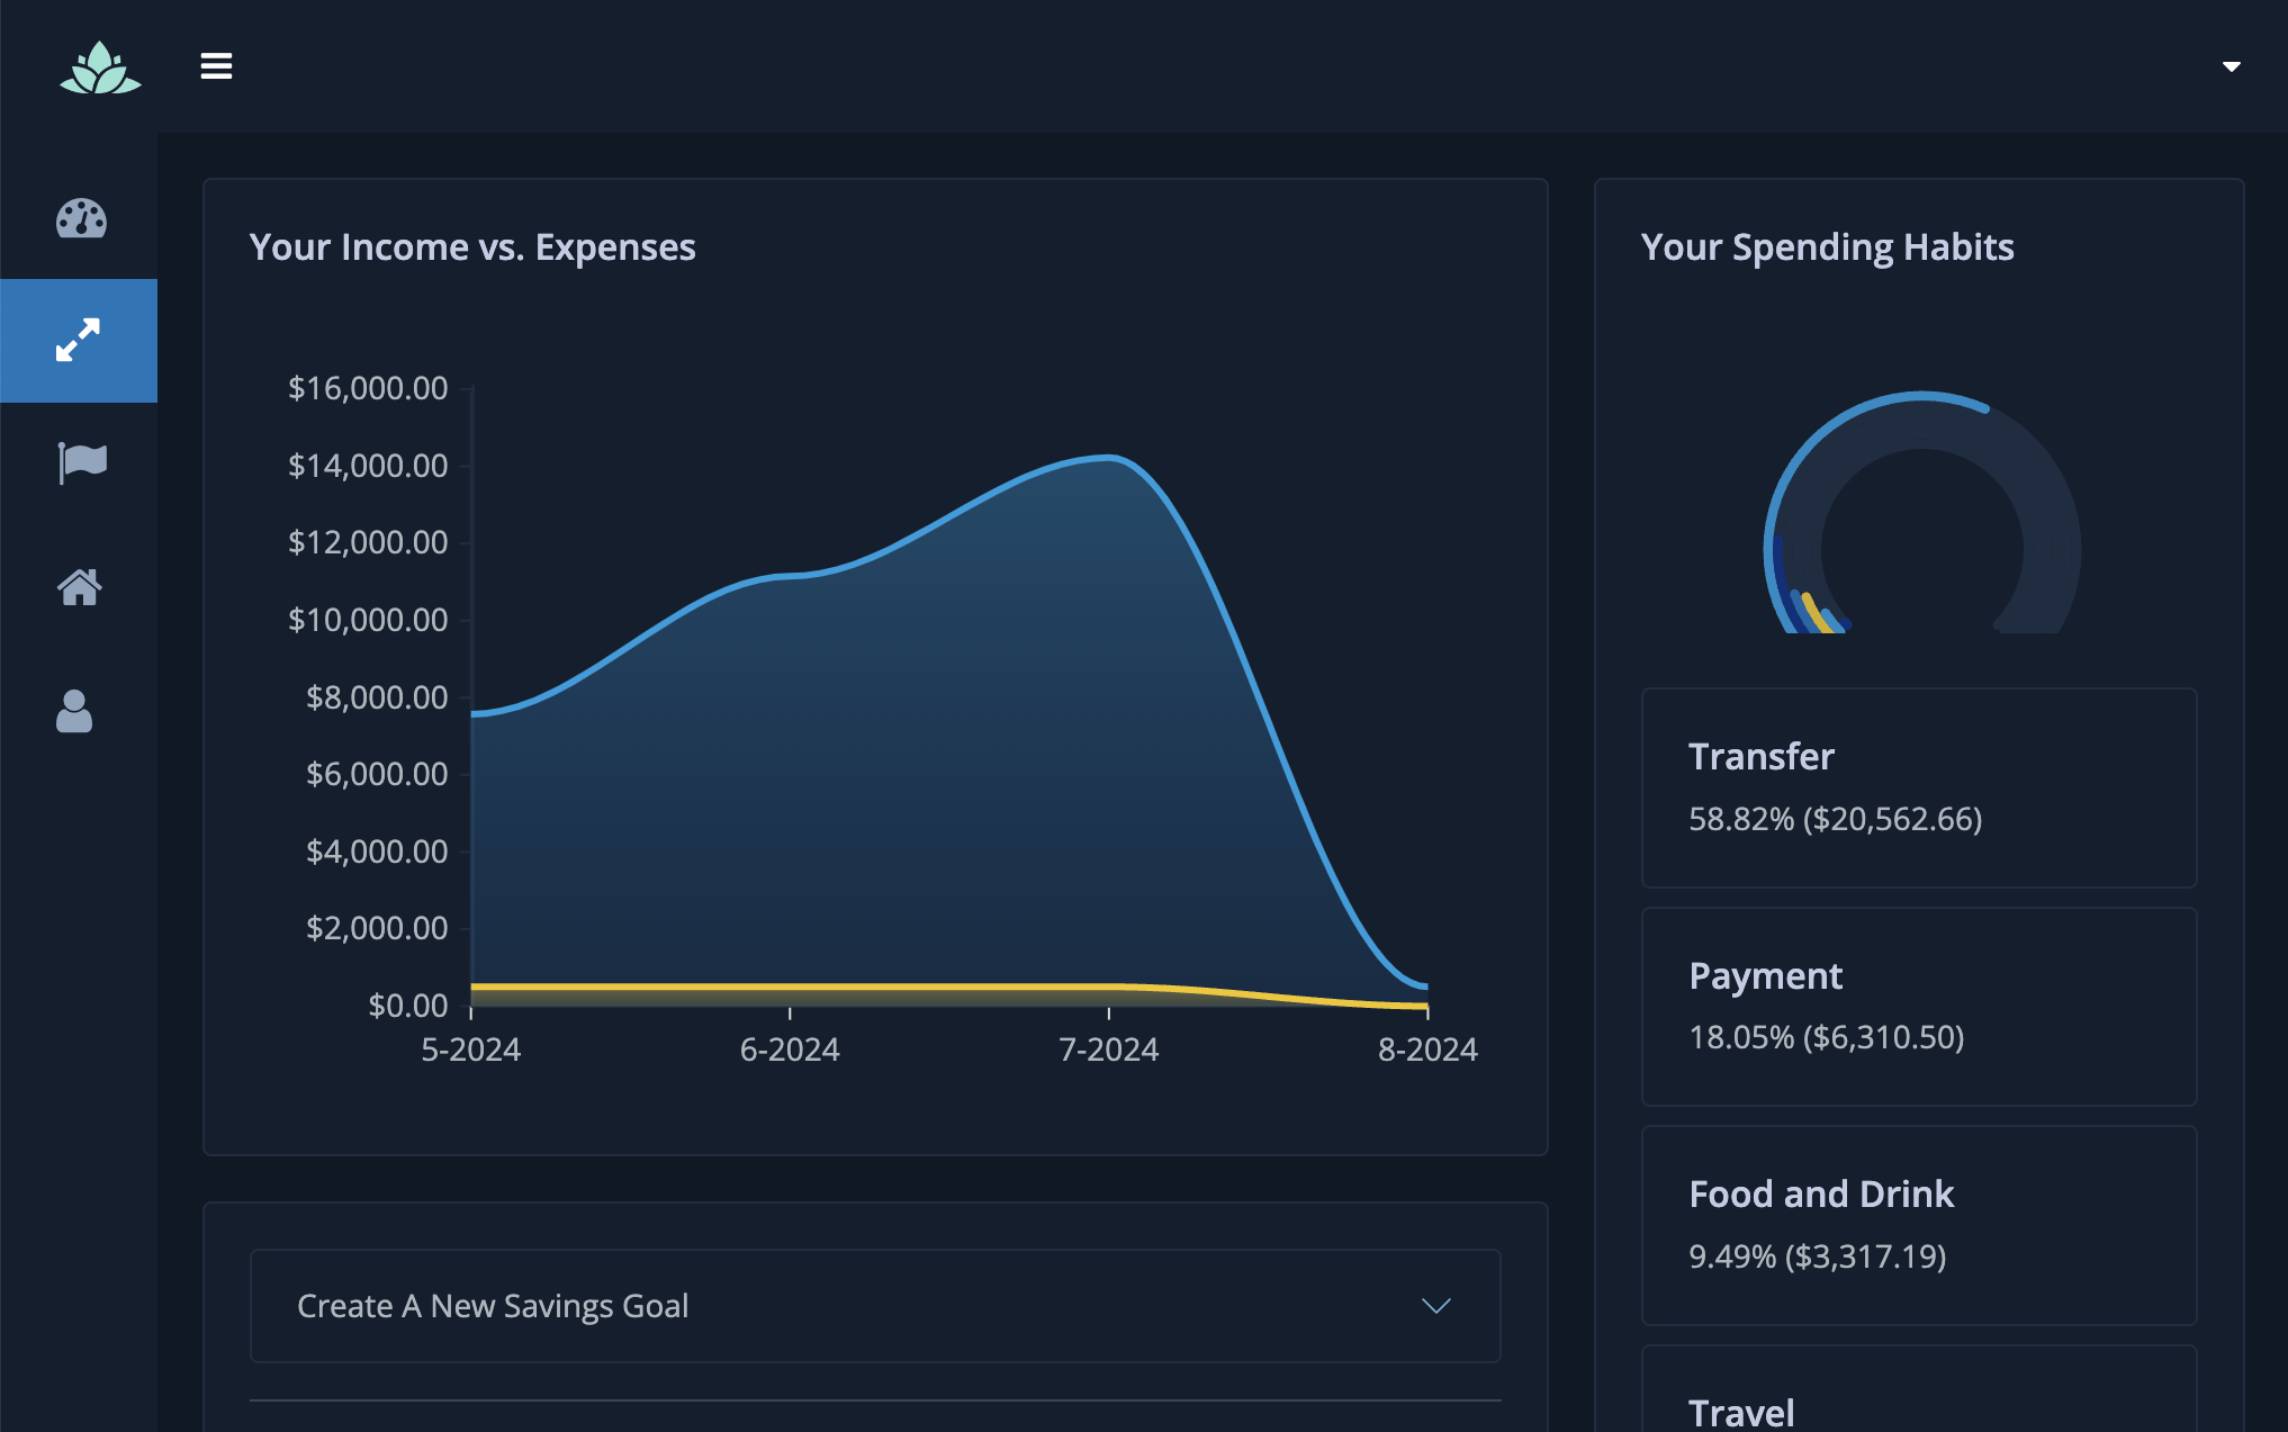 Your Income vs. Expenses
$16,000.00
$14,000.00
$12,000.00
$10,000.00
$8,000.00
$6,000.00
$4,000.00
$2,000.00
$0.00
5-2024
6-2024
7-2024
8-2024
Create A New Savings Goal
Your Spending Habits
Transfer
58.82% ($20,562.66)
Payment
18.05% ($6,310.50)
Food and Drink
9.49% ($3,317.19)
Travel